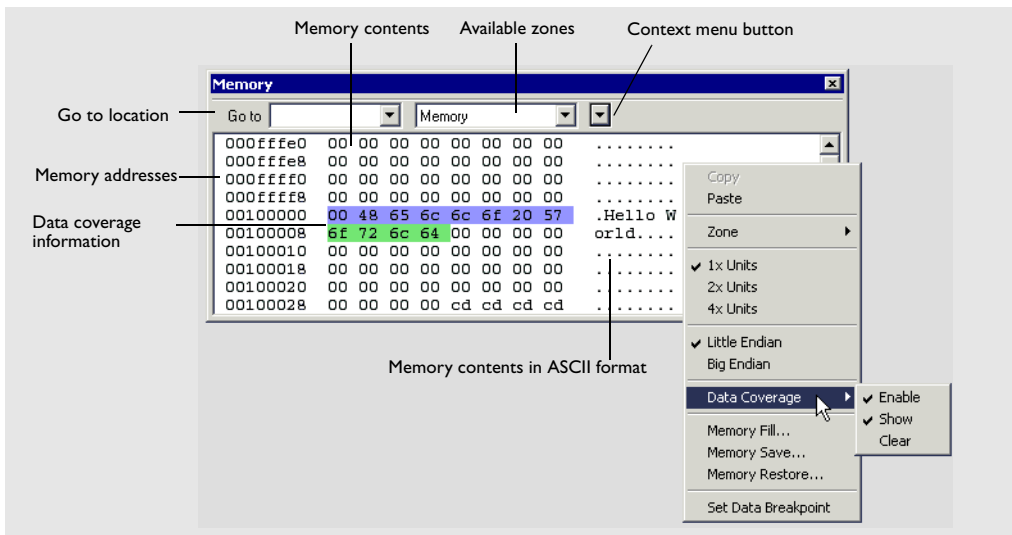 Memory contents
Available zones
Context menu button
Memory
Go to location
Go to
Memory
000fffe0 00 00 00 00 00 00 00 00 ........
000fffe8 00 00 00 00 00 00 00 00 ........
Memory addresses
000ffff0 00 00 00 00 00 00 00 00 ........
000ffff8 00 00 00 00 00 00 00 00 ........
Data coverage
information
00100000 00 48 65 6c 6c 6f 20 57 .Hello W
00100008 6f 72 6c 64 00 00 00 00 orld....
00100010 00 00 00 00 00 00 00 00 ........
00100018 00 00 00 00 00 00 00 00 ........
00100020 00 00 00 00 00 00 00 00 ........
00100028 00 00 00 00 cd cd cd cd ........
Memory contents in ASCII format
Copy
Paste
Zone
1x Units
2x Units
4x Units
Little Endian
Big Endian
Data Coverage
Enable
Show
Clear
Memory Fill...
Memory Save...
Memory Restore...
Set Data Breakpoint